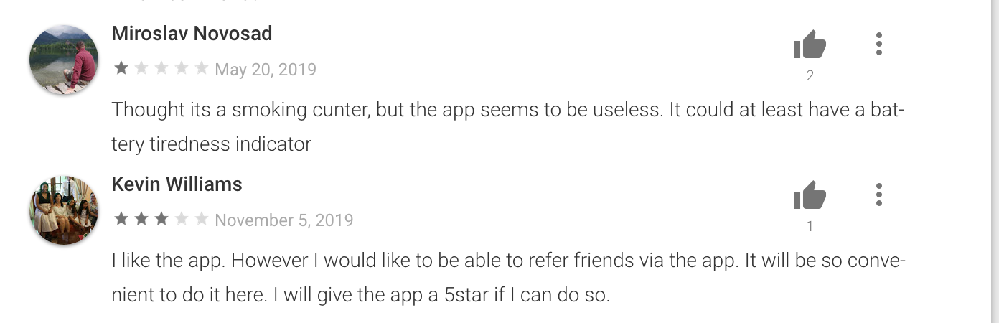 Miroslav Novosad
May 20, 2019
2
Thought its a smoking cunter, but the app seems to be useless. It could at least have a bat-
tery tiredness indicator
Kevin Williams
November 5, 2019
1
I like the app. However I would like to be able to refer friends via the app. It will be so conve-
nient to do it here. I will give the app a 5star if I can do so.